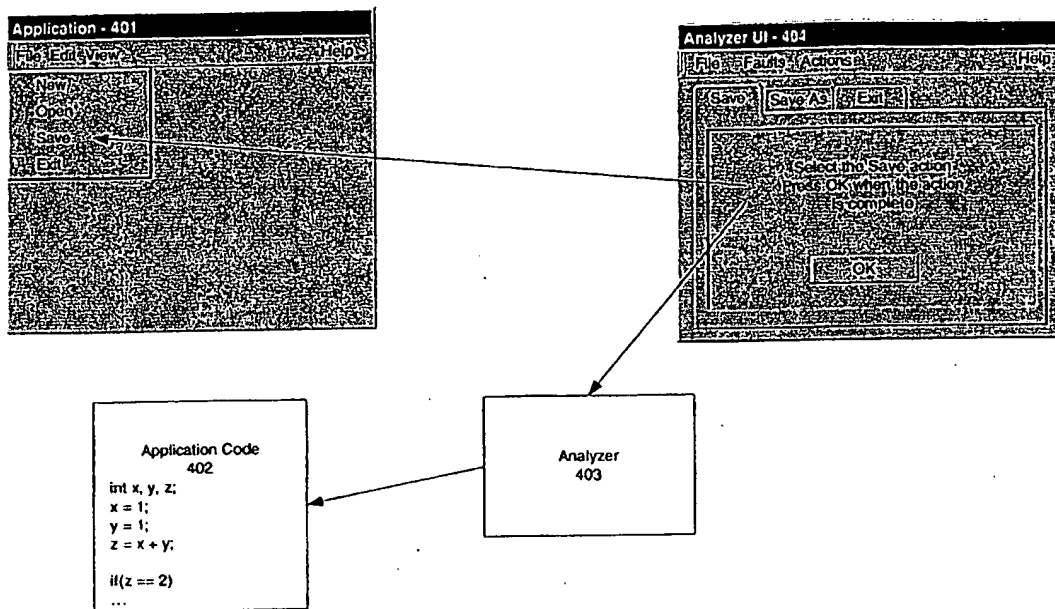 Application - 401
File Edit View Help
New
Open
Save
Exit
Analyzer UI - 404
File Faults Actions Help
Save Save As Exit
Select the Save action
Press OK when the action
is complete
OK
Application Code
402
int x, y, z;
x = 1;
y = 1;
z = x + y;
if(z == 2)
...
Analyzer
403